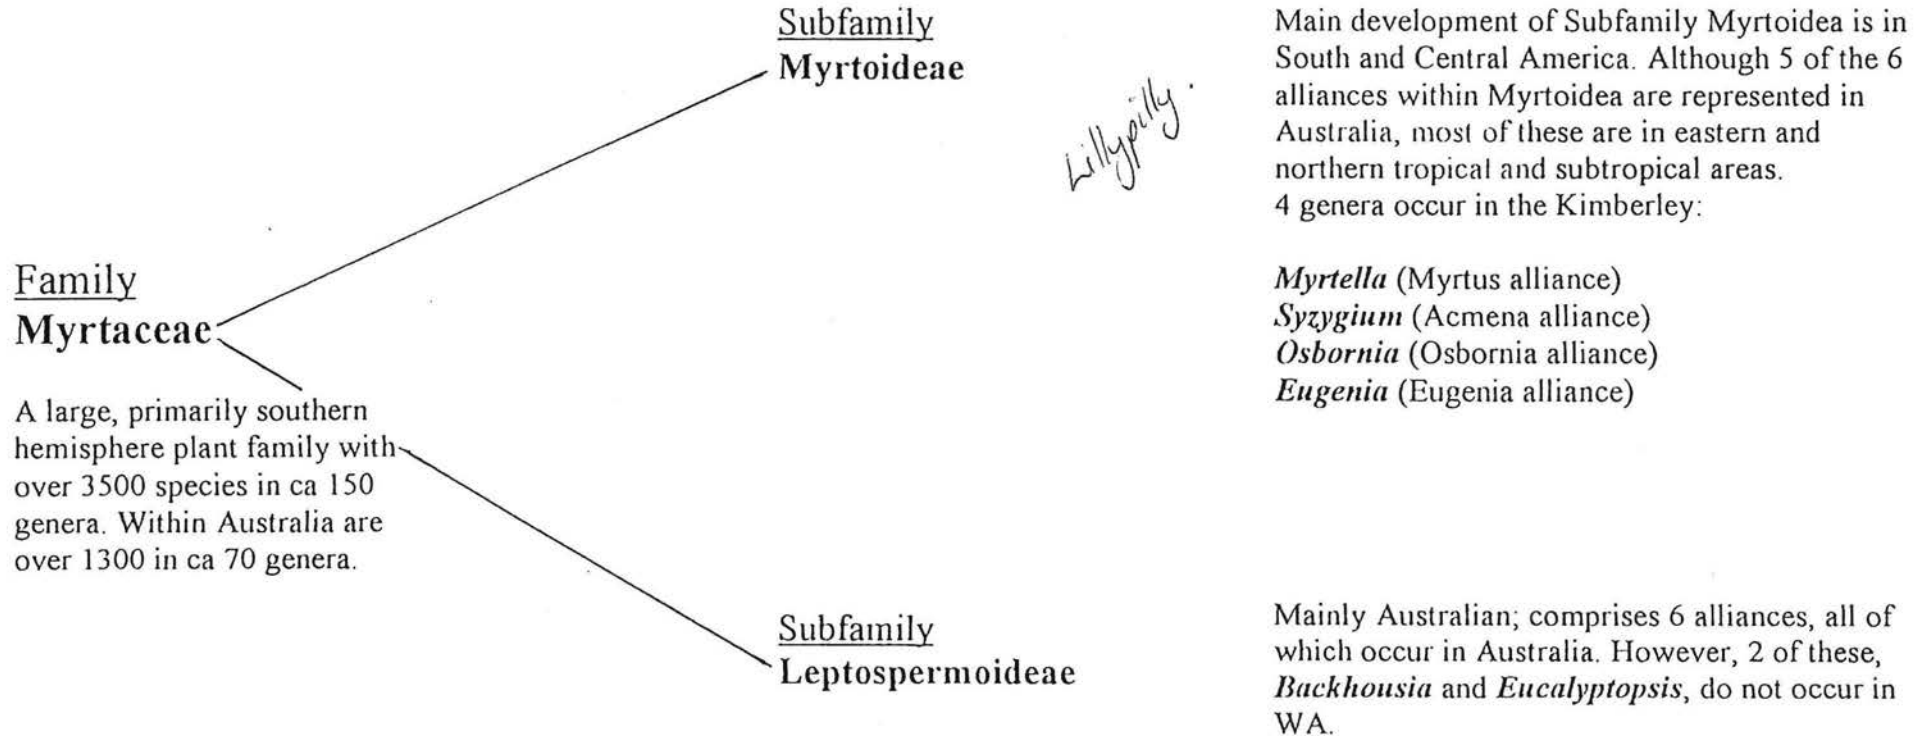 Family
Myrtaceae
A large, primarily southern
hemisphere plant family with
over 3500 species in ca 150
genera. Within Australia are
over 1300 in ca 70 genera.
Subfamily
Myrtoideae
Lillypilly.
Main development of Subfamily Myrtoidea is in
South and Central America. Although 5 of the 6
alliances within Myrtoidea are represented in
Australia, most of these are in eastern and
northern tropical and subtropical areas.
4 genera occur in the Kimberley:
Myrtella (Myrtus alliance)
Syzygium (Acmena alliance)
Osbornia (Osbornia alliance)
Eugenia (Eugenia alliance)
Subfamily
Leptospermoideae
Mainly Australian; comprises 6 alliances, all of
which occur in Australia. However, 2 of these,
Backhousia and Eucalyptopsis, do not occur in
WA.